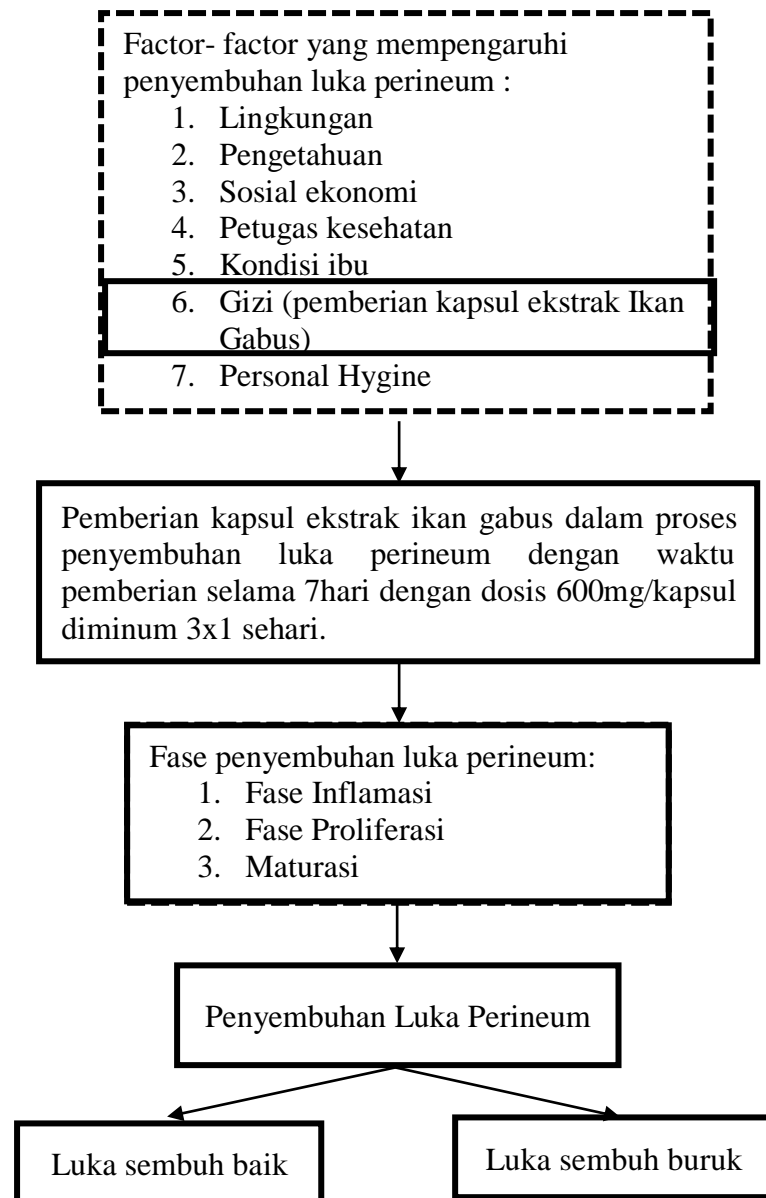 Factor- factor yang mempengaruhi
penyembuhan luka perineum :
1. Lingkungan
2. Pengetahuan
3. Sosial ekonomi
4. Petugas kesehatan
5. Kondisi ibu
6. Gizi (pemberian kapsul ekstrak Ikan
Gabus)
7. Personal Hygine
Pemberian kapsul ekstrak ikan gabus dalam proses
penyembuhan luka perineum dengan waktu
pemberian selama 7hari dengan dosis 600mg/kapsul
diminum 3x1 sehari.
Fase penyembuhan luka perineum:
1. Fase Inflamasi
2. Fase Proliferasi
3. Maturasi
Penyembuhan Luka Perineum
Luka sembuh baik
Luka sembuh buruk